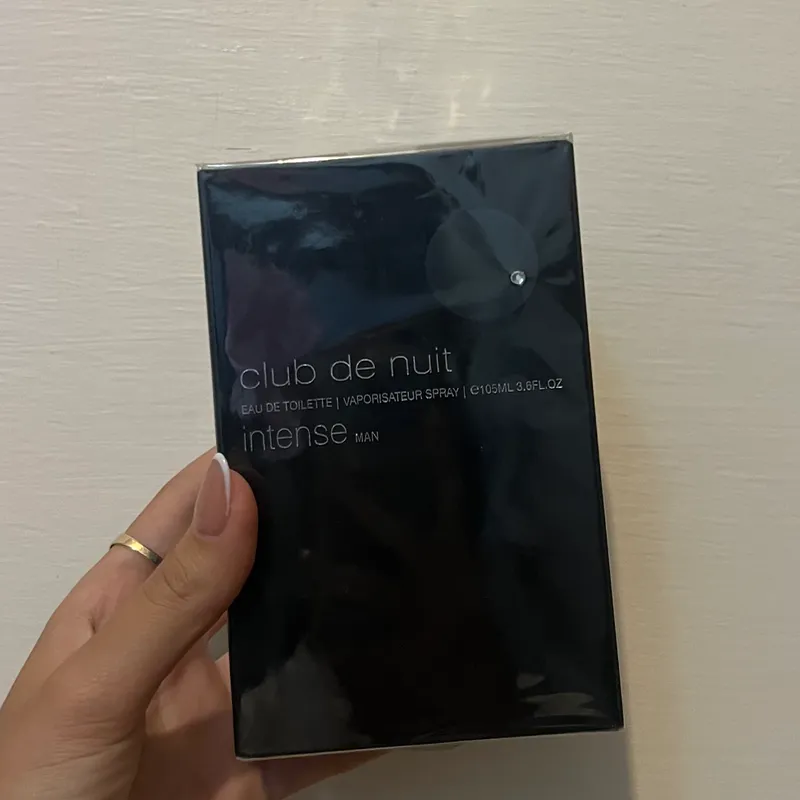 club de nuit
EAU DE TOILETTE | VAPORISATEUR SPRAY | ℮105ML 3.6FL.OZ
intense MAN